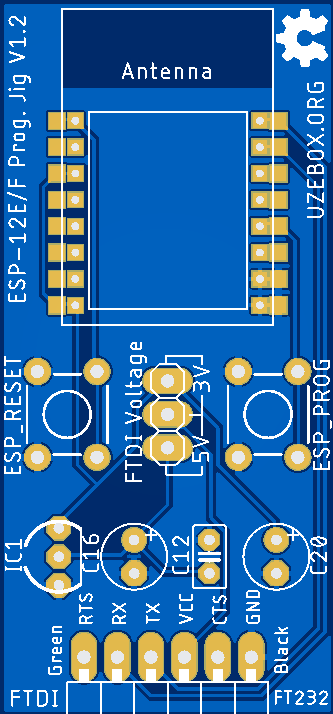 ESP-12E/F Prog. Jig V1.2
Antenna
UZEBOX.ORG
ESP_RESET
FTDI Voltage
3V
5V
ESP_PROG
IC1
C16
C12
C20
Green
RTS
RX
TX
VCC
CTS
GND
Black
FTDI
FT232